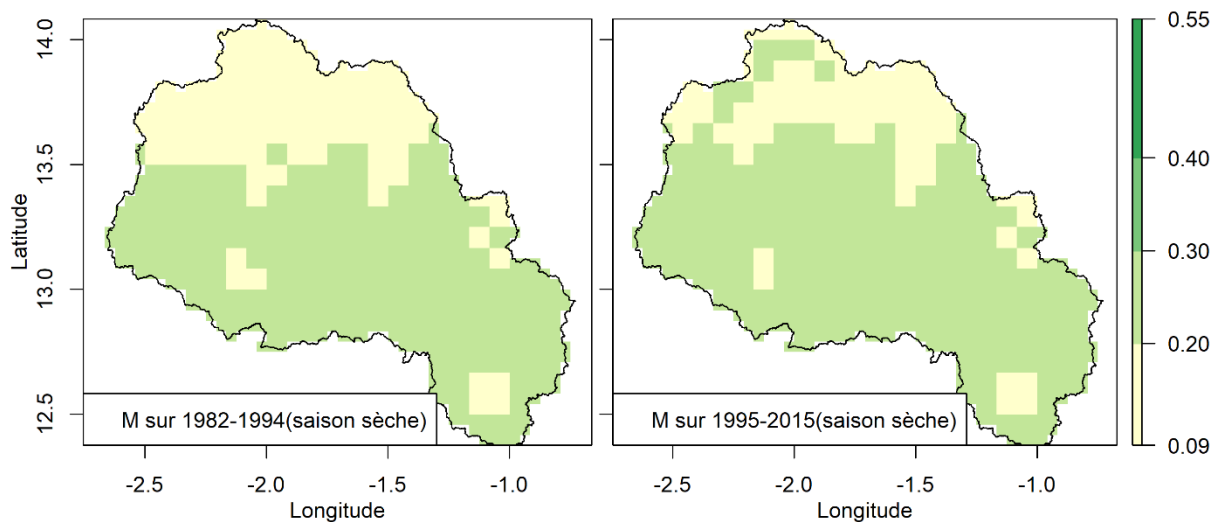 Latitude
14.0
13.5
13.0
12.5
M sur 1982-1994(saison sèche)
-2.5 -2.0 -1.5 -1.0
Longitude
M sur 1995-2015(saison sèche)
-2.5 -2.0 -1.5 -1.0
Longitude
0.55
0.40
0.30
0.20
0.09